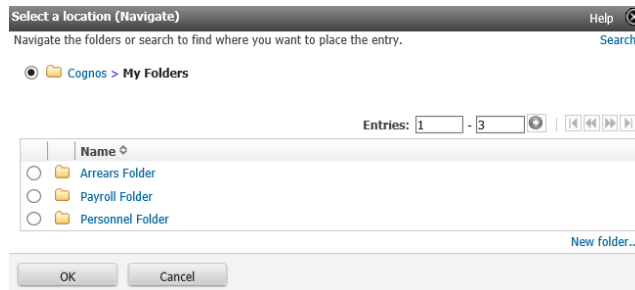 Select a location (Navigate) Help
Navigate the folders or search to find where you want to place the entry. Search
Cognos > My Folders
Entries: 1 - 3
Name
Arrears Folder
Payroll Folder
Personnel Folder
New folder..
OK Cancel